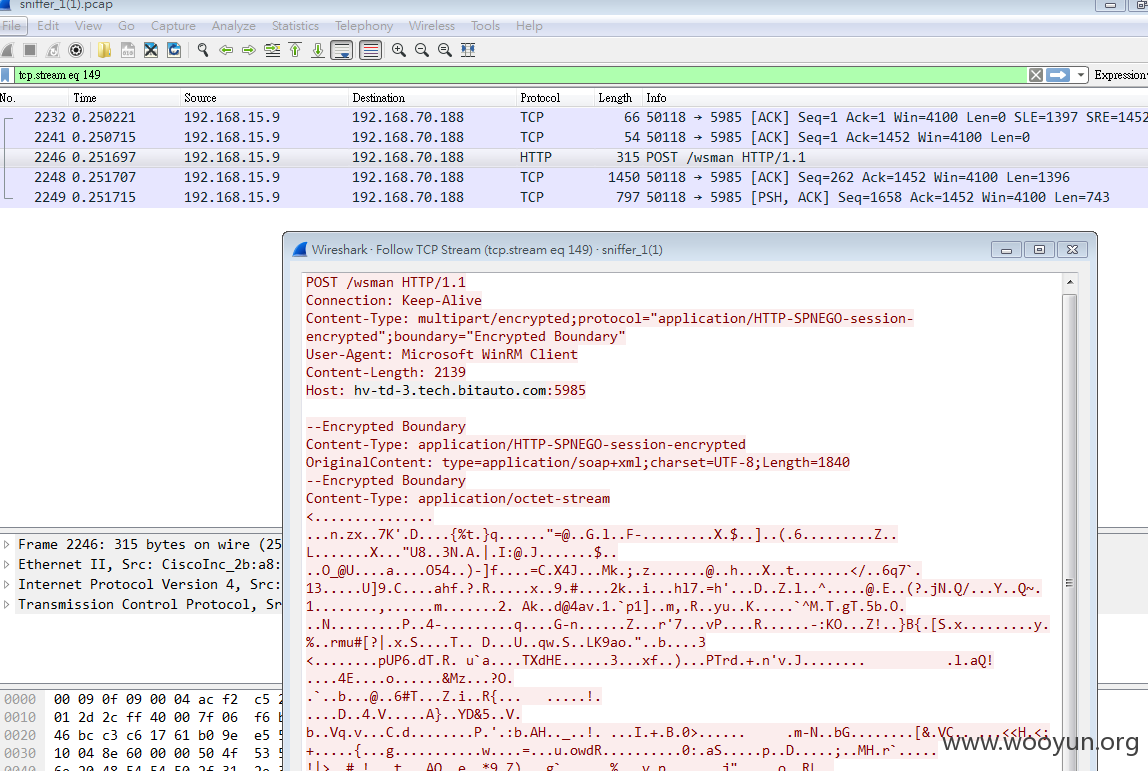 sniffer_1(1).pcap
File Edit View Go Capture Analyze Statistics Telephony Wireless Tools Help
tcp.stream eq 149 Expression
No. Time Source Destination Protocol Length Info
2232 0.250221 192.168.15.9 192.168.70.188 TCP 66 50118 → 5985 [ACK] Seq=1 Ack=1 Win=4100 Len=0 SLE=1397 SRE=1452
2241 0.250715 192.168.15.9 192.168.70.188 TCP 54 50118 → 5985 [ACK] Seq=1 Ack=1452 Win=4100 Len=0
2246 0.251697 192.168.15.9 192.168.70.188 HTTP 315 POST /wsman HTTP/1.1
2248 0.251707 192.168.15.9 192.168.70.188 TCP 1450 50118 → 5985 [ACK] Seq=262 Ack=1452 Win=4100 Len=1396
2249 0.251715 192.168.15.9 192.168.70.188 TCP 797 50118 → 5985 [PSH, ACK] Seq=1658 Ack=1452 Win=4100 Len=743
Wireshark · Follow TCP Stream (tcp.stream eq 149) · sniffer_1(1)
POST /wsman HTTP/1.1
Connection: Keep-Alive
Content-Type: multipart/encrypted;protocol="application/HTTP-SPNEGO-session-
encrypted";boundary="Encrypted Boundary"
User-Agent: Microsoft WinRM Client
Content-Length: 2139
Host: hv-td-3.tech.bitauto.com:5985
--Encrypted Boundary
Content-Type: application/HTTP-SPNEGO-session-encrypted
OriginalContent: type=application/soap+xml;charset=UTF-8;Length=1840
--Encrypted Boundary
Content-Type: application/octet-stream
<...............
...n.zx..7K'.D....{%t.}q......"=@..G.l..F-.........X.$..]..(.6.........Z..
L.......X..."U8..3N.A.|.I:@.J.......$..
..O_@U....a....O54..)-]f....=C.X4J...Mk.;.z.......@..h...X..t......</..6q7`.
13.....U]9.C....ahf.?.R.....x..9.#....2k..i...hl7.=h'...D..Z.l..^.....@.E..(?.jN.Q/...Y..Q~.
1........,......m.......2. Ak..d@4av.1.`p1]..m,.R..yu..K.....`^M.T.gT.5b.O.
..N.........P..4-.........q....G-n......Z...r'7...vP....R......-:KO...Z!..}B{.[S.x.........y.
%..rmu#[?|.x.S....T.. D...U..qw.S..LK9ao."..b....3
<........pUP6.dT.R. u`a....TXdHE......3...xf..)...PTrd.+.n'v.J........ .l.aQ!
....4E....o......&Mz...?O.
.`..b...@..6#T...Z.i..R{...... .....!.
....D..4.V.....A}..YD&5..V.
b..Vq.v...C.d........P.'.:b.AH.._..!. ...I.+.B.0>...... .m-N..bG........[&.VC. .....<<H.<;
+....{...g...........w....=...u.owdR..........0:.aS....p..D.....;..MH.r`.....
Frame 2246: 315 bytes on wire (25
Ethernet II, Src: CiscoInc_2b:a8:
Internet Protocol Version 4, Src:
Transmission Control Protocol, Sr
0000 00 09 0f 09 00 04 ac f2 c5 2
0010 01 2d 2c ff 40 00 7f 06 f6 b
0020 46 bc c3 c6 17 61 b0 9e e5 5
0030 10 04 8e 60 00 00 50 4f 53 5
www.wooyun.org